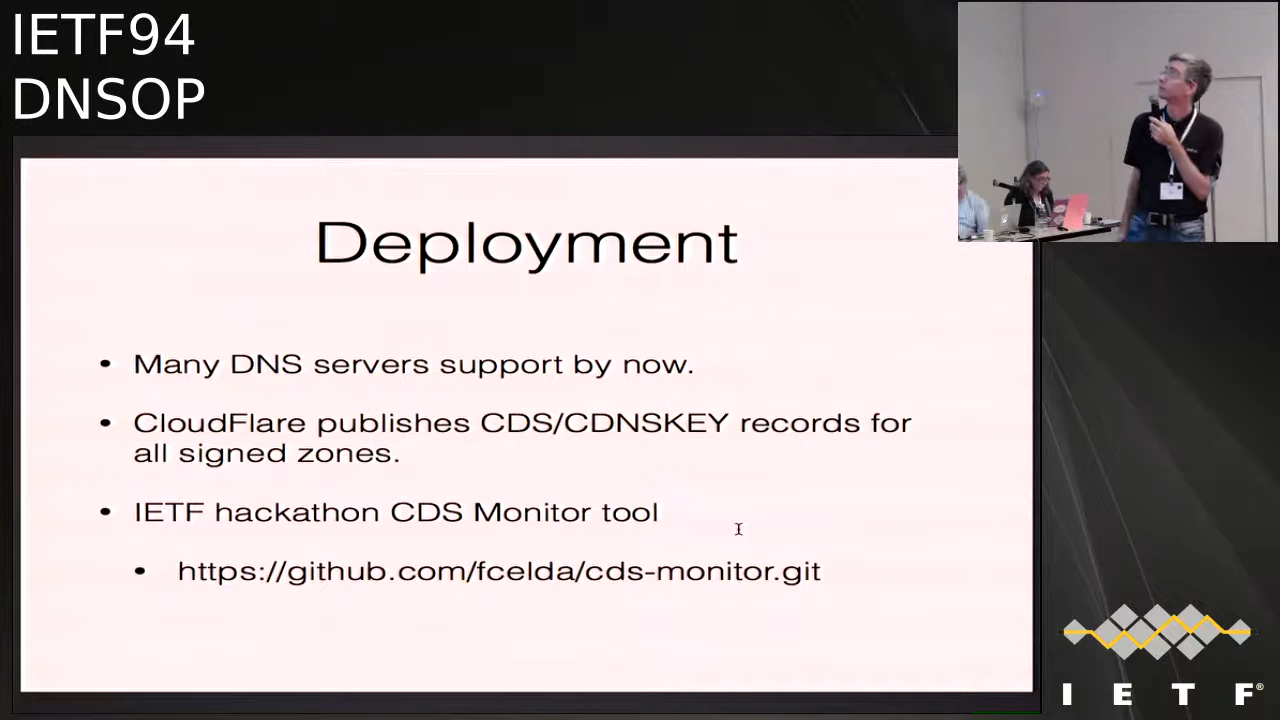 IETF94
DNSOP
Deployment
• Many DNS servers support by now.
• CloudFlare publishes CDS/CDNSKEY records for
all signed zones.
• IETF hackathon CDS Monitor tool
• https://github.com/fcelda/cds-monitor.git
I E T F®